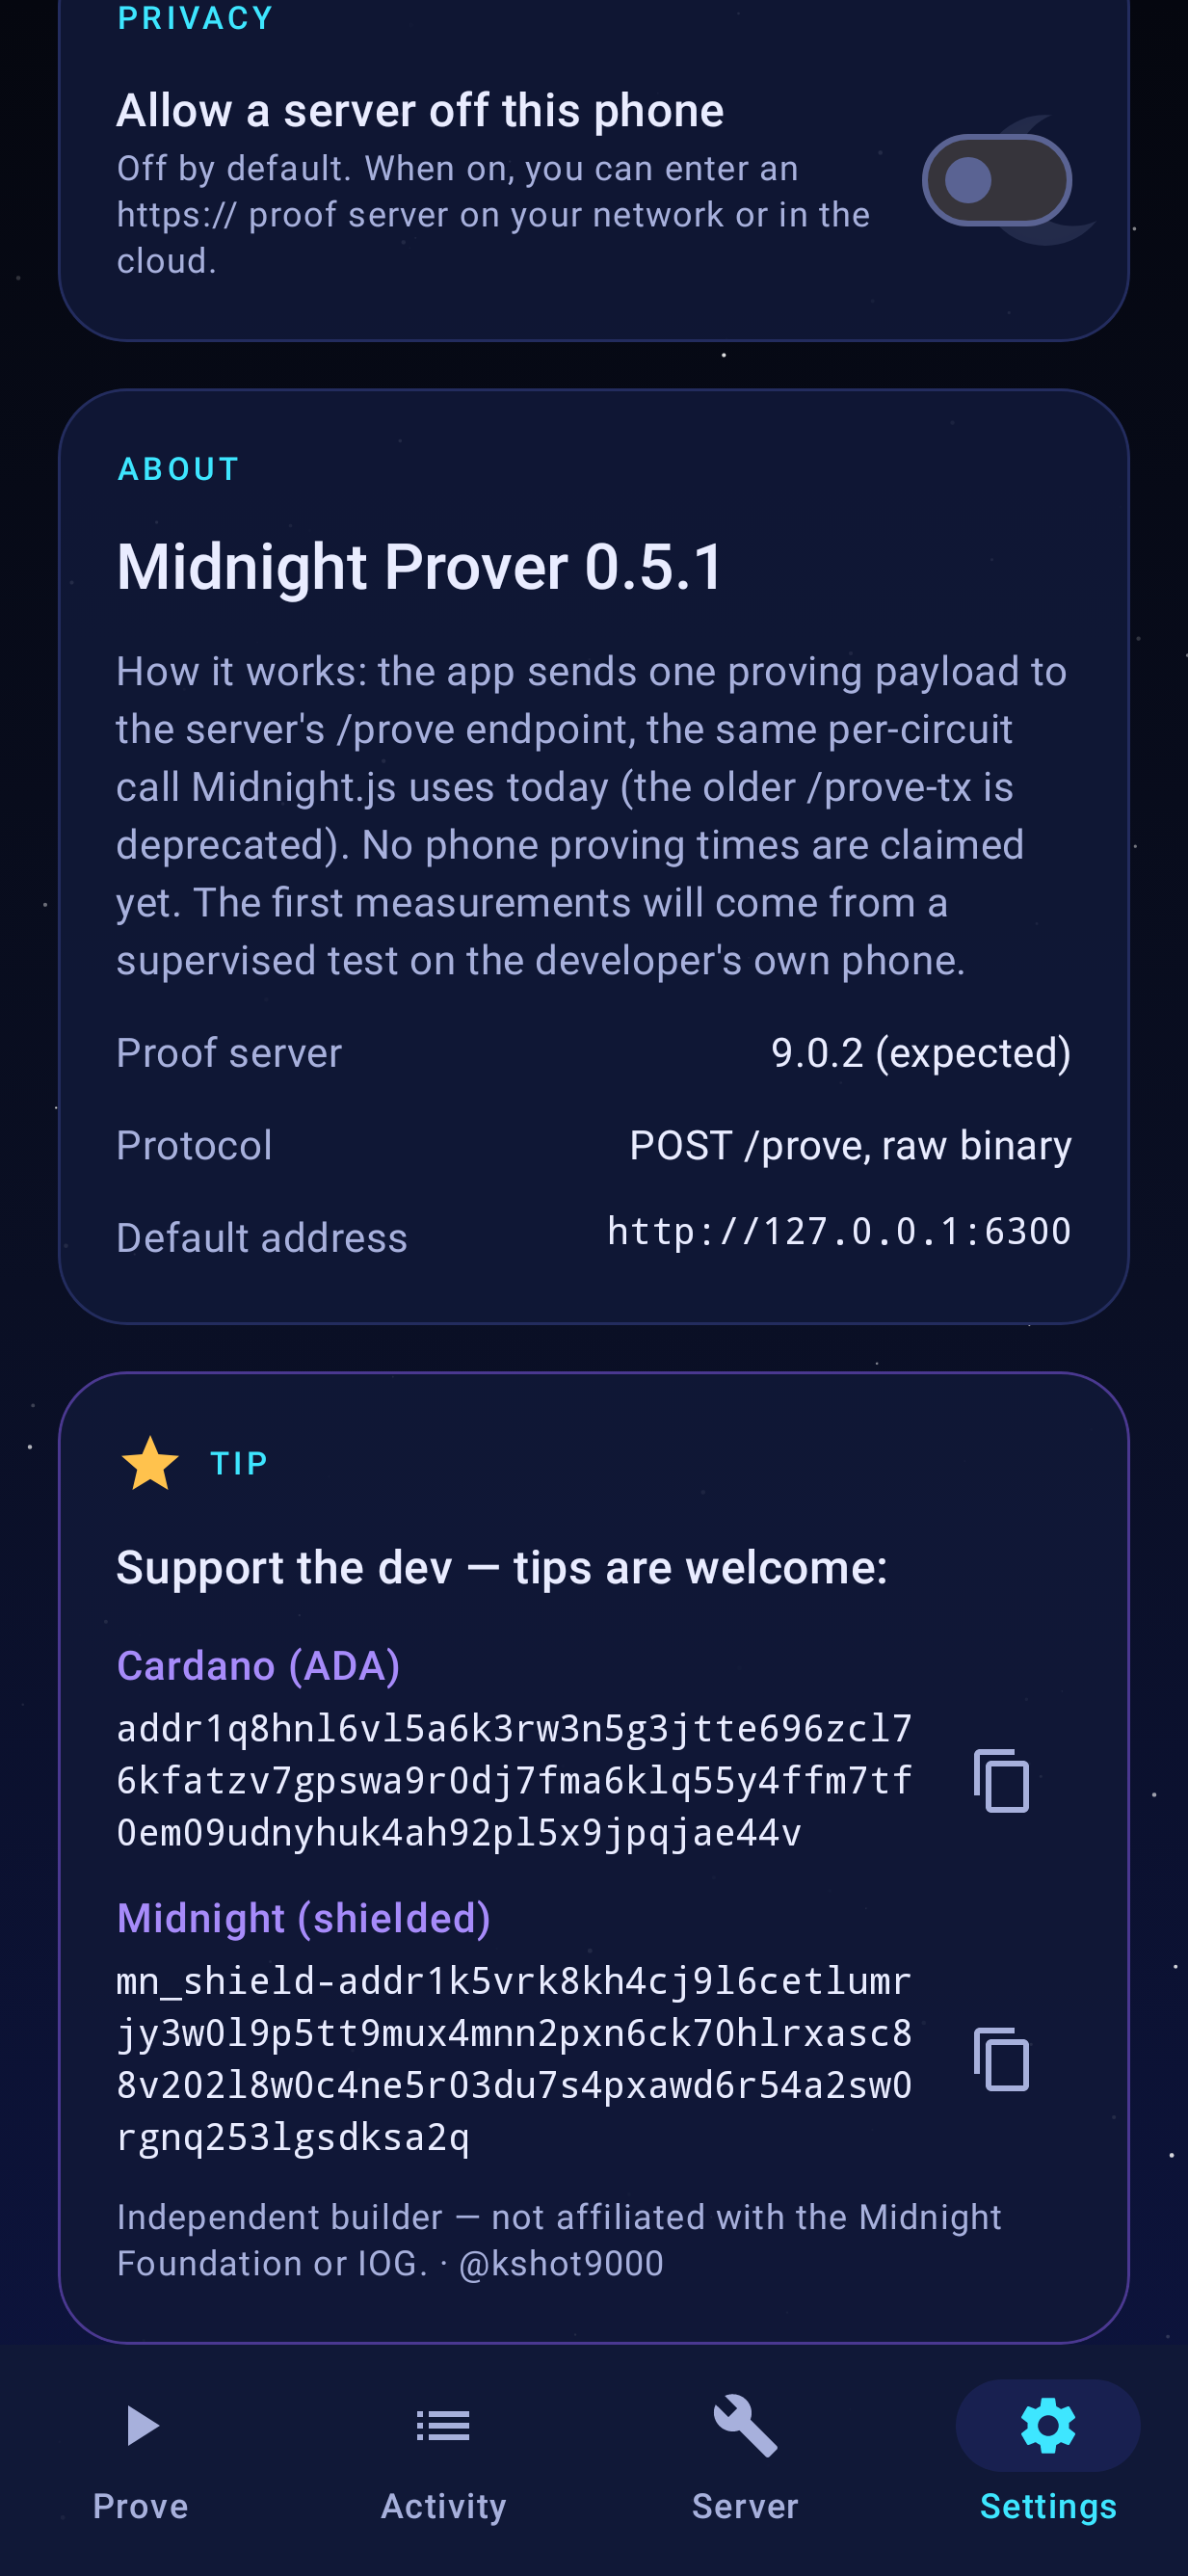 PRIVACY
Allow a server off this phone
Off by default. When on, you can enter an
https:// proof server on your network or in the
cloud.
ABOUT
Midnight Prover 0.5.1
How it works: the app sends one proving payload to
the server's /prove endpoint, the same per-circuit
call Midnight.js uses today (the older /prove-tx is
deprecated). No phone proving times are claimed
yet. The first measurements will come from a
supervised test on the developer's own phone.
Proof server 9.0.2 (expected)
Protocol POST /prove, raw binary
Default address http://127.0.0.1:6300
TIP
Support the dev — tips are welcome:
Cardano (ADA)
addr1q8hnl6vl5a6k3rw3n5g3jtte696zcl7
6kfatzv7gpswa9r0dj7fma6klq55y4ffm7tf
0em09udnyhuk4ah92pl5x9jpqjae44v
Midnight (shielded)
mn_shield-addr1k5vrk8kh4cj9l6cetlumr
jy3w0l9p5tt9mux4mnn2pxn6ck70hlrxasc8
8v202l8w0c4ne5r03du7s4pxawd6r54a2sw0
rgnq253lgsdksa2q
Independent builder — not affiliated with the Midnight
Foundation or IOG. · @kshot9000
Prove Activity Server Settings